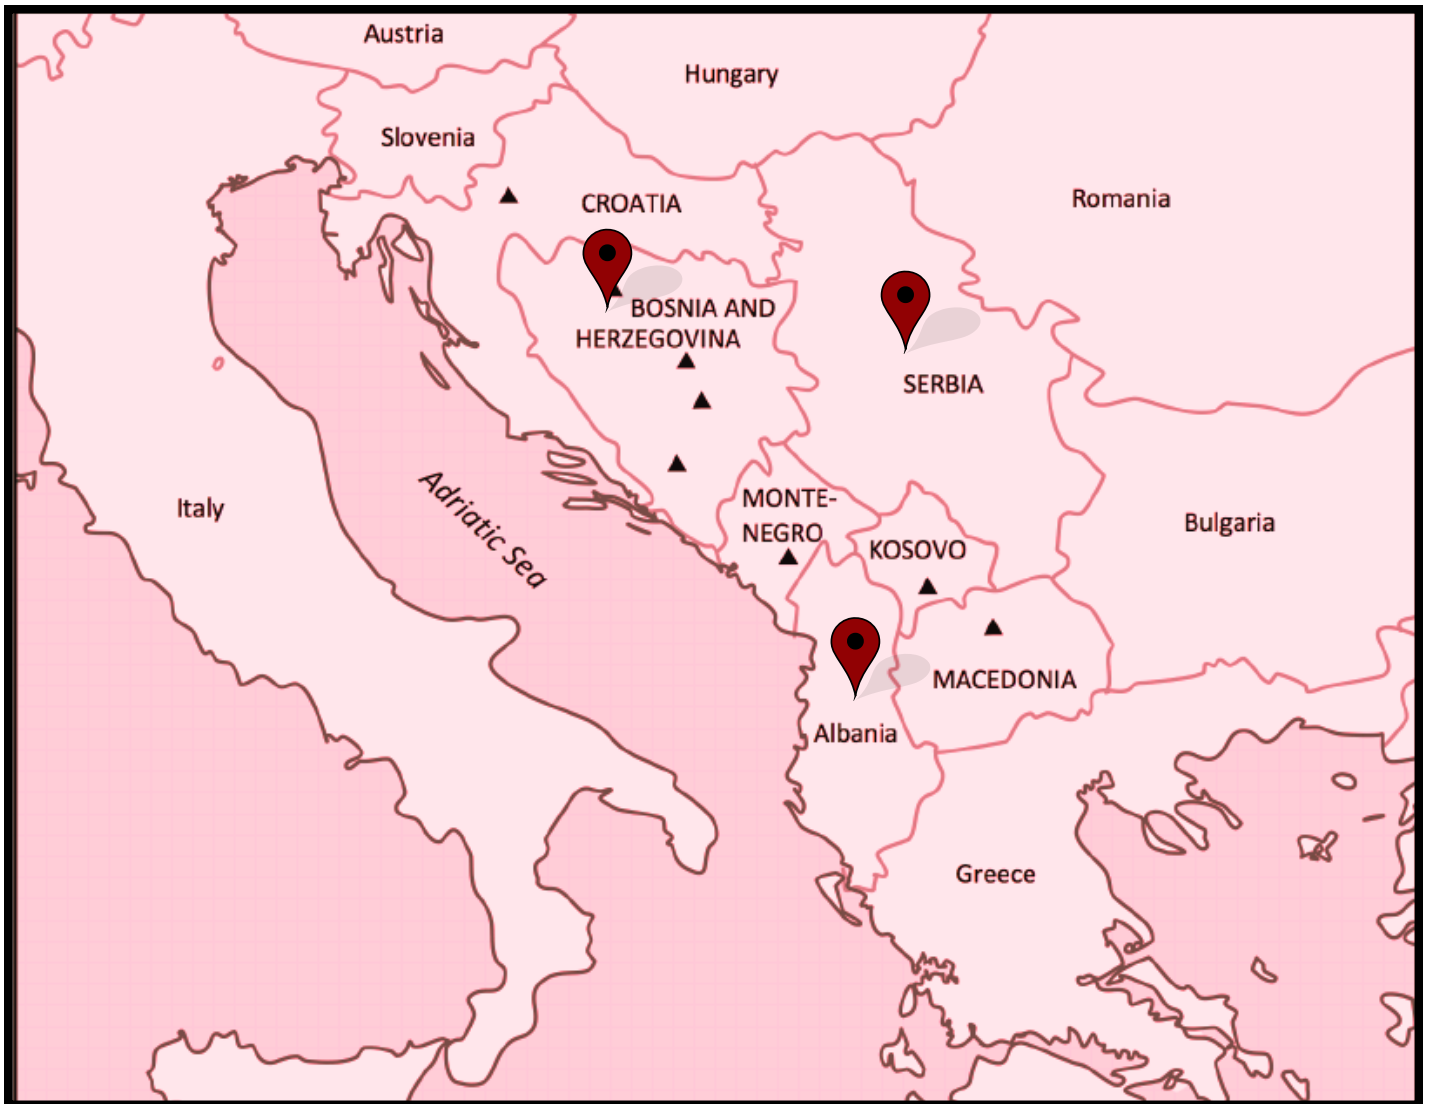 Austria
Hungary
Slovenia
Romania
CROATIA
BOSNIA AND
HERZEGOVINA
SERBIA
Italy
Adriatic Sea
MONTE-
NEGRO
KOSOVO
Bulgaria
MACEDONIA
Albania
Greece